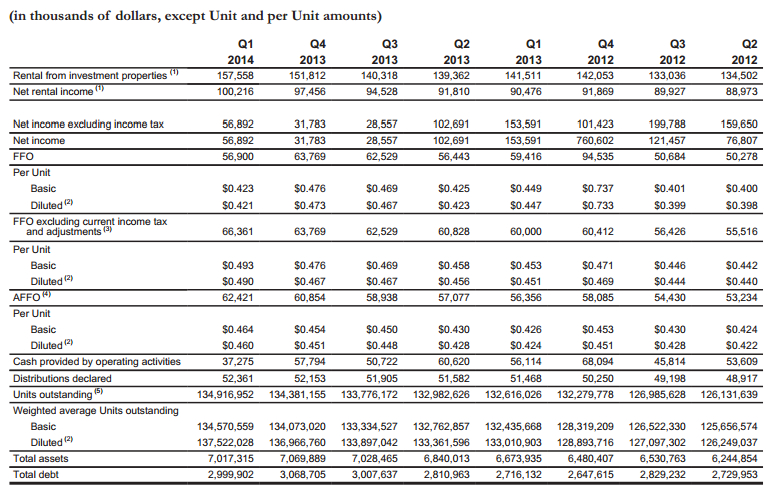 (in thousands of dollars, except Unit and per Unit amounts)
Q1 Q4 Q3 Q2 Q1 Q4 Q3 Q2
2014 2013 2013 2013 2013 2012 2012 2012
Rental from investment properties (1) 157,558 151,812 140,318 139,362 141,511 142,053 133,036 134,502
Net rental income (1) 100,216 97,456 94,528 91,810 90,476 91,869 89,927 88,973
Net income excluding income tax 56,892 31,783 28,557 102,691 153,591 101,423 199,788 159,650
Net income 56,892 31,783 28,557 102,691 153,591 760,602 121,457 76,807
FFO 56,900 63,769 62,529 56,443 59,416 94,535 50,684 50,278
Per Unit
Basic $0.423 $0.476 $0.469 $0.425 $0.449 $0.737 $0.401 $0.400
Diluted (2) $0.421 $0.473 $0.467 $0.423 $0.447 $0.733 $0.399 $0.398
FFO excluding current income tax
and adjustments (3) 66,361 63,769 62,529 60,828 60,000 60,412 56,426 55,516
Per Unit
Basic $0.493 $0.476 $0.469 $0.458 $0.453 $0.471 $0.446 $0.442
Diluted (2) $0.490 $0.467 $0.467 $0.456 $0.451 $0.469 $0.444 $0.440
AFFO (4) 62,421 60,854 58,938 57,077 56,356 58,085 54,430 53,234
Per Unit
Basic $0.464 $0.454 $0.450 $0.430 $0.426 $0.453 $0.430 $0.424
Diluted (2) $0.460 $0.451 $0.448 $0.428 $0.424 $0.451 $0.428 $0.422
Cash provided by operating activities 37,275 57,794 50,722 60,620 56,114 68,094 45,814 53,609
Distributions declared 52,361 52,153 51,905 51,582 51,468 50,250 49,198 48,917
Units outstanding (5) 134,916,952 134,381,155 133,776,172 132,982,626 132,616,026 132,279,778 126,985,628 126,131,639
Weighted average Units outstanding
Basic 134,570,559 134,073,020 133,334,527 132,762,857 132,435,668 128,319,209 126,522,330 125,656,574
Diluted (2) 137,522,028 136,966,760 133,897,042 133,361,596 133,010,903 128,893,716 127,097,302 126,249,037
Total assets 7,017,315 7,069,889 7,028,465 6,840,013 6,673,935 6,480,407 6,530,763 6,244,854
Total debt 2,999,902 3,068,705 3,007,637 2,810,963 2,716,132 2,647,615 2,829,232 2,729,953